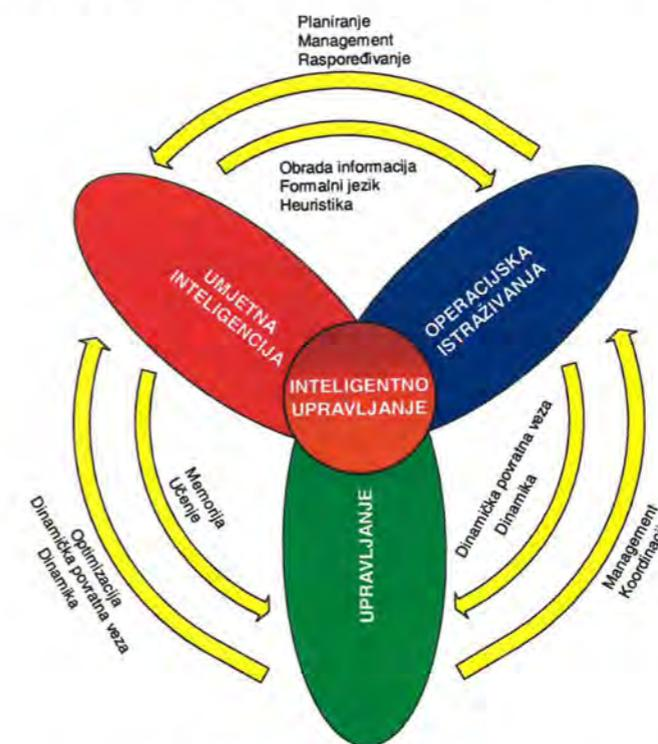 Planiranje
Management
Raspoređivanje
Obrada informacija
Formalni jezik
Heuristika
UMJETNA
INTELIGENCIJA
OPERACIJSKA
ISTRAŽIVANJA
INTELIGENTNO
UPRAVLJANJE
UPRAVLJANJE
Memorija
Učenje
Optimizacija
Dinamička povratna veza
Dinamika
Dinamička povratna veza
Dinamika
Management
Koordinaci